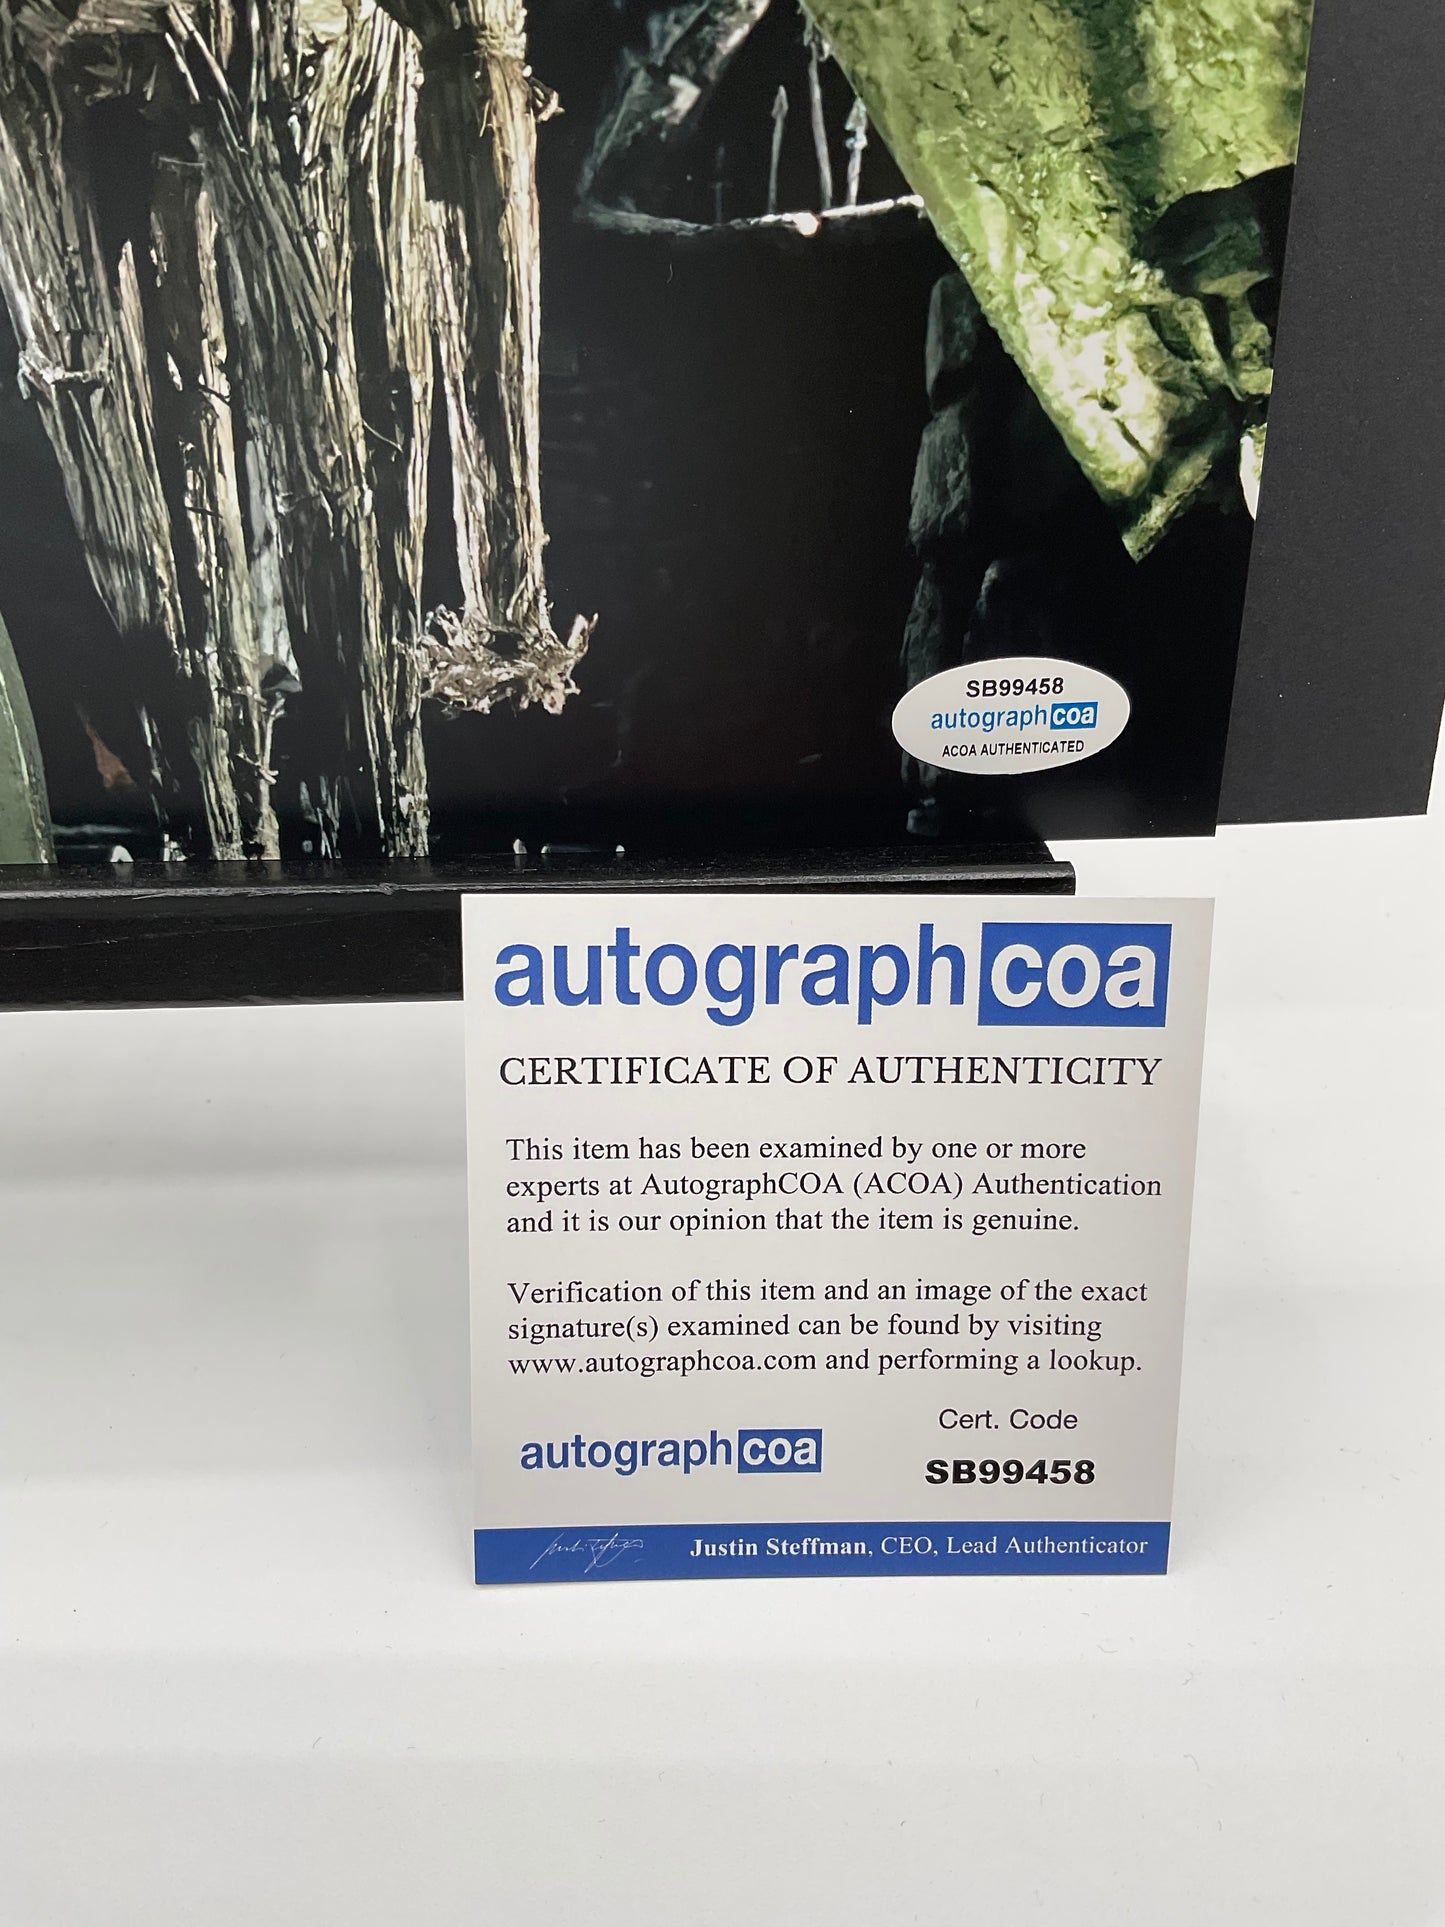 SB99458
autographcoa
ACOA AUTHENTICATED
autographcoa
CERTIFICATE OF AUTHENTICITY
This item has been examined by one or more
experts at AutographCOA (ACOA) Authentication
and it is our opinion that the item is genuine.
Verification of this item and an image of the exact
signature(s) examined can be found by visiting
www.autographcoa.com and performing a lookup.
Cert. Code
autographcoa
SB99458
Justin Steffman, CEO, Lead Authenticator